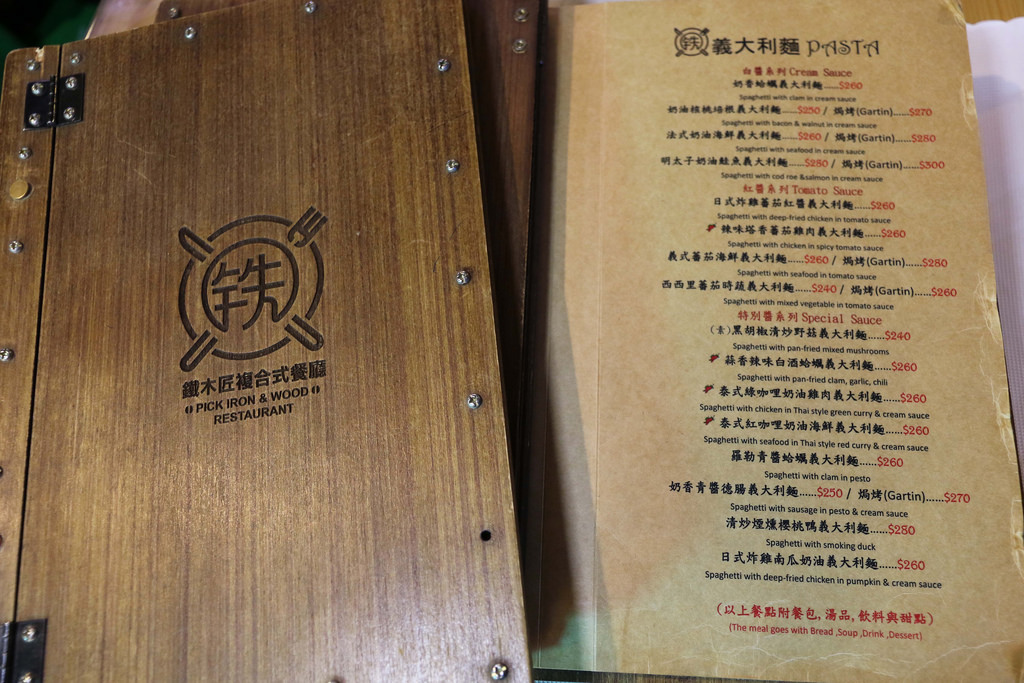 鉄
鐵木匠複合式餐廳
PICK IRON & WOOD
RESTAURANT
鉄 義大利麵 PASTA
白醬系列 Cream Sauce
奶香蛤蠣義大利麵.....$260
Spaghetti with clam in cream sauce
奶油核桃培根義大利麵.....$250 / 焗烤(Gartin)......$270
Spaghetti with bacon & walnut in cream sauce
法式奶油海鮮義大利麵.....$260 / 焗烤(Gartin)......$280
Spaghetti with seafood in cream sauce
明太子奶油鮭魚義大利麵......$280 / 焗烤(Gartin)......$300
Spaghetti with cod roe &salmon in cream sauce
紅醬系列 Tomato Sauce
日式炸雞蕃茄紅醬義大利麵......$260
Spaghetti with deep-fried chicken in tomato sauce
辣味塔香蕃茄雞肉義大利麵......$260
Spaghetti with chicken in spicy tomato sauce
義式蕃茄海鮮義大利麵......$260 / 焗烤(Gartin)......$280
Spaghetti with seafood in tomato sauce
西西里蕃茄時蔬義大利麵......$240 / 焗烤(Gartin)......$260
Spaghetti with mixed vegetable in tomato sauce
特別醬系列 Special Sauce
(素)黑胡椒清炒野菇義大利麵......$240
Spaghetti with pan-fried mixed mushrooms
蒜香辣味白酒蛤蠣義大利麵......$260
Spaghetti with pan-fried clam, garlic, chili
泰式綠咖哩奶油雞肉義大利麵......$260
Spaghetti with chicken in Thai style green curry & cream sauce
泰式紅咖哩奶油海鮮義大利麵......$260
Spaghetti with seafood in Thai style red curry & cream sauce
羅勒青醬蛤蠣義大利麵......$260
Spaghetti with clam in pesto
奶香青醬德腸義大利麵......$250 / 焗烤(Gartin)......$270
Spaghetti with sausage in pesto & cream sauce
清炒煙燻櫻桃鴨義大利麵......$280
Spaghetti with smoking duck
日式炸雞南瓜奶油義大利麵......$260
Spaghetti with deep-fried chicken in pumpkin & cream sauce
(以上餐點附餐包, 湯品, 飲料與甜點)
(The meal goes with Bread ,Soup ,Drink ,Dessert)